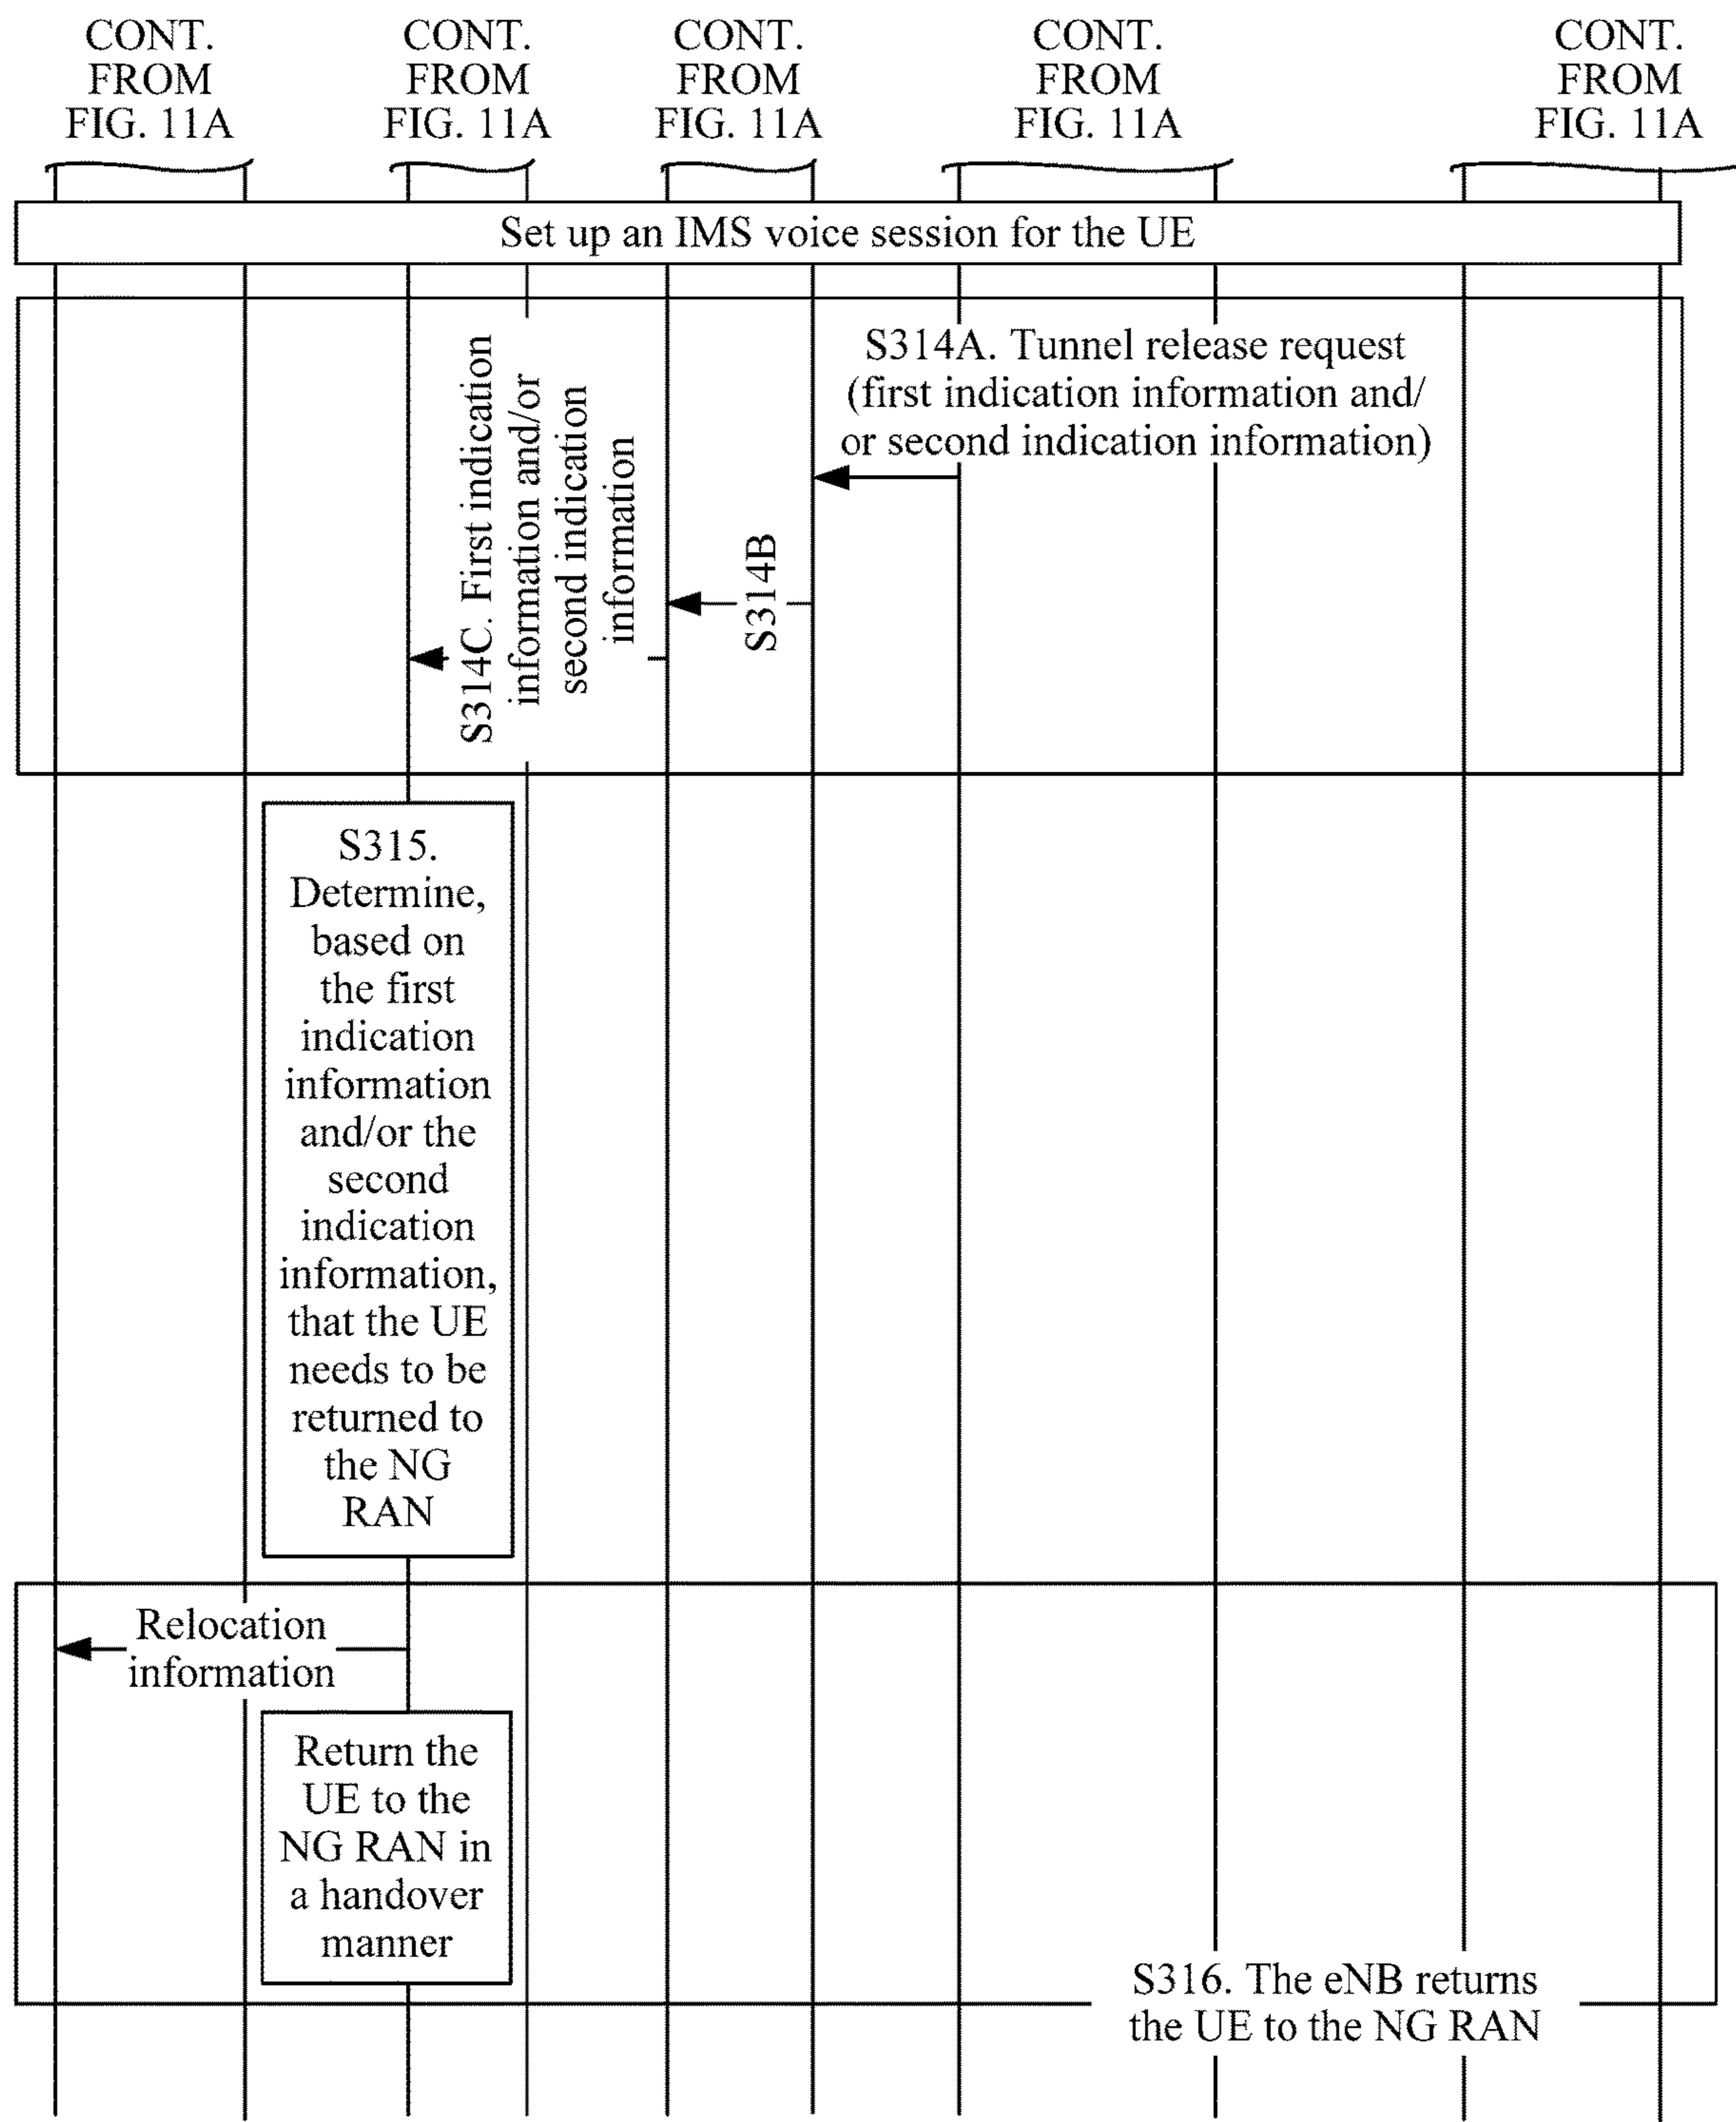 CONT.
FROM
FIG. 11A
CONT.
FROM
FIG. 11A
CONT.
FROM
FIG. 11A
CONT.
FROM
FIG. 11A
CONT.
FROM
FIG. 11A
Set up an IMS voice session for the UE
S314A. Tunnel release request
(first indication information and/
or second indication information)
S314B
S314C. First indication
information and/or
second indication
information
S315.
Determine,
based on
the first
indication
information
and/or the
second
indication
information,
that the UE
needs to be
returned to
the NG
RAN
Relocation
information
Return the
UE to the
NG RAN in
a handover
manner
S316. The eNB returns
the UE to the NG RAN